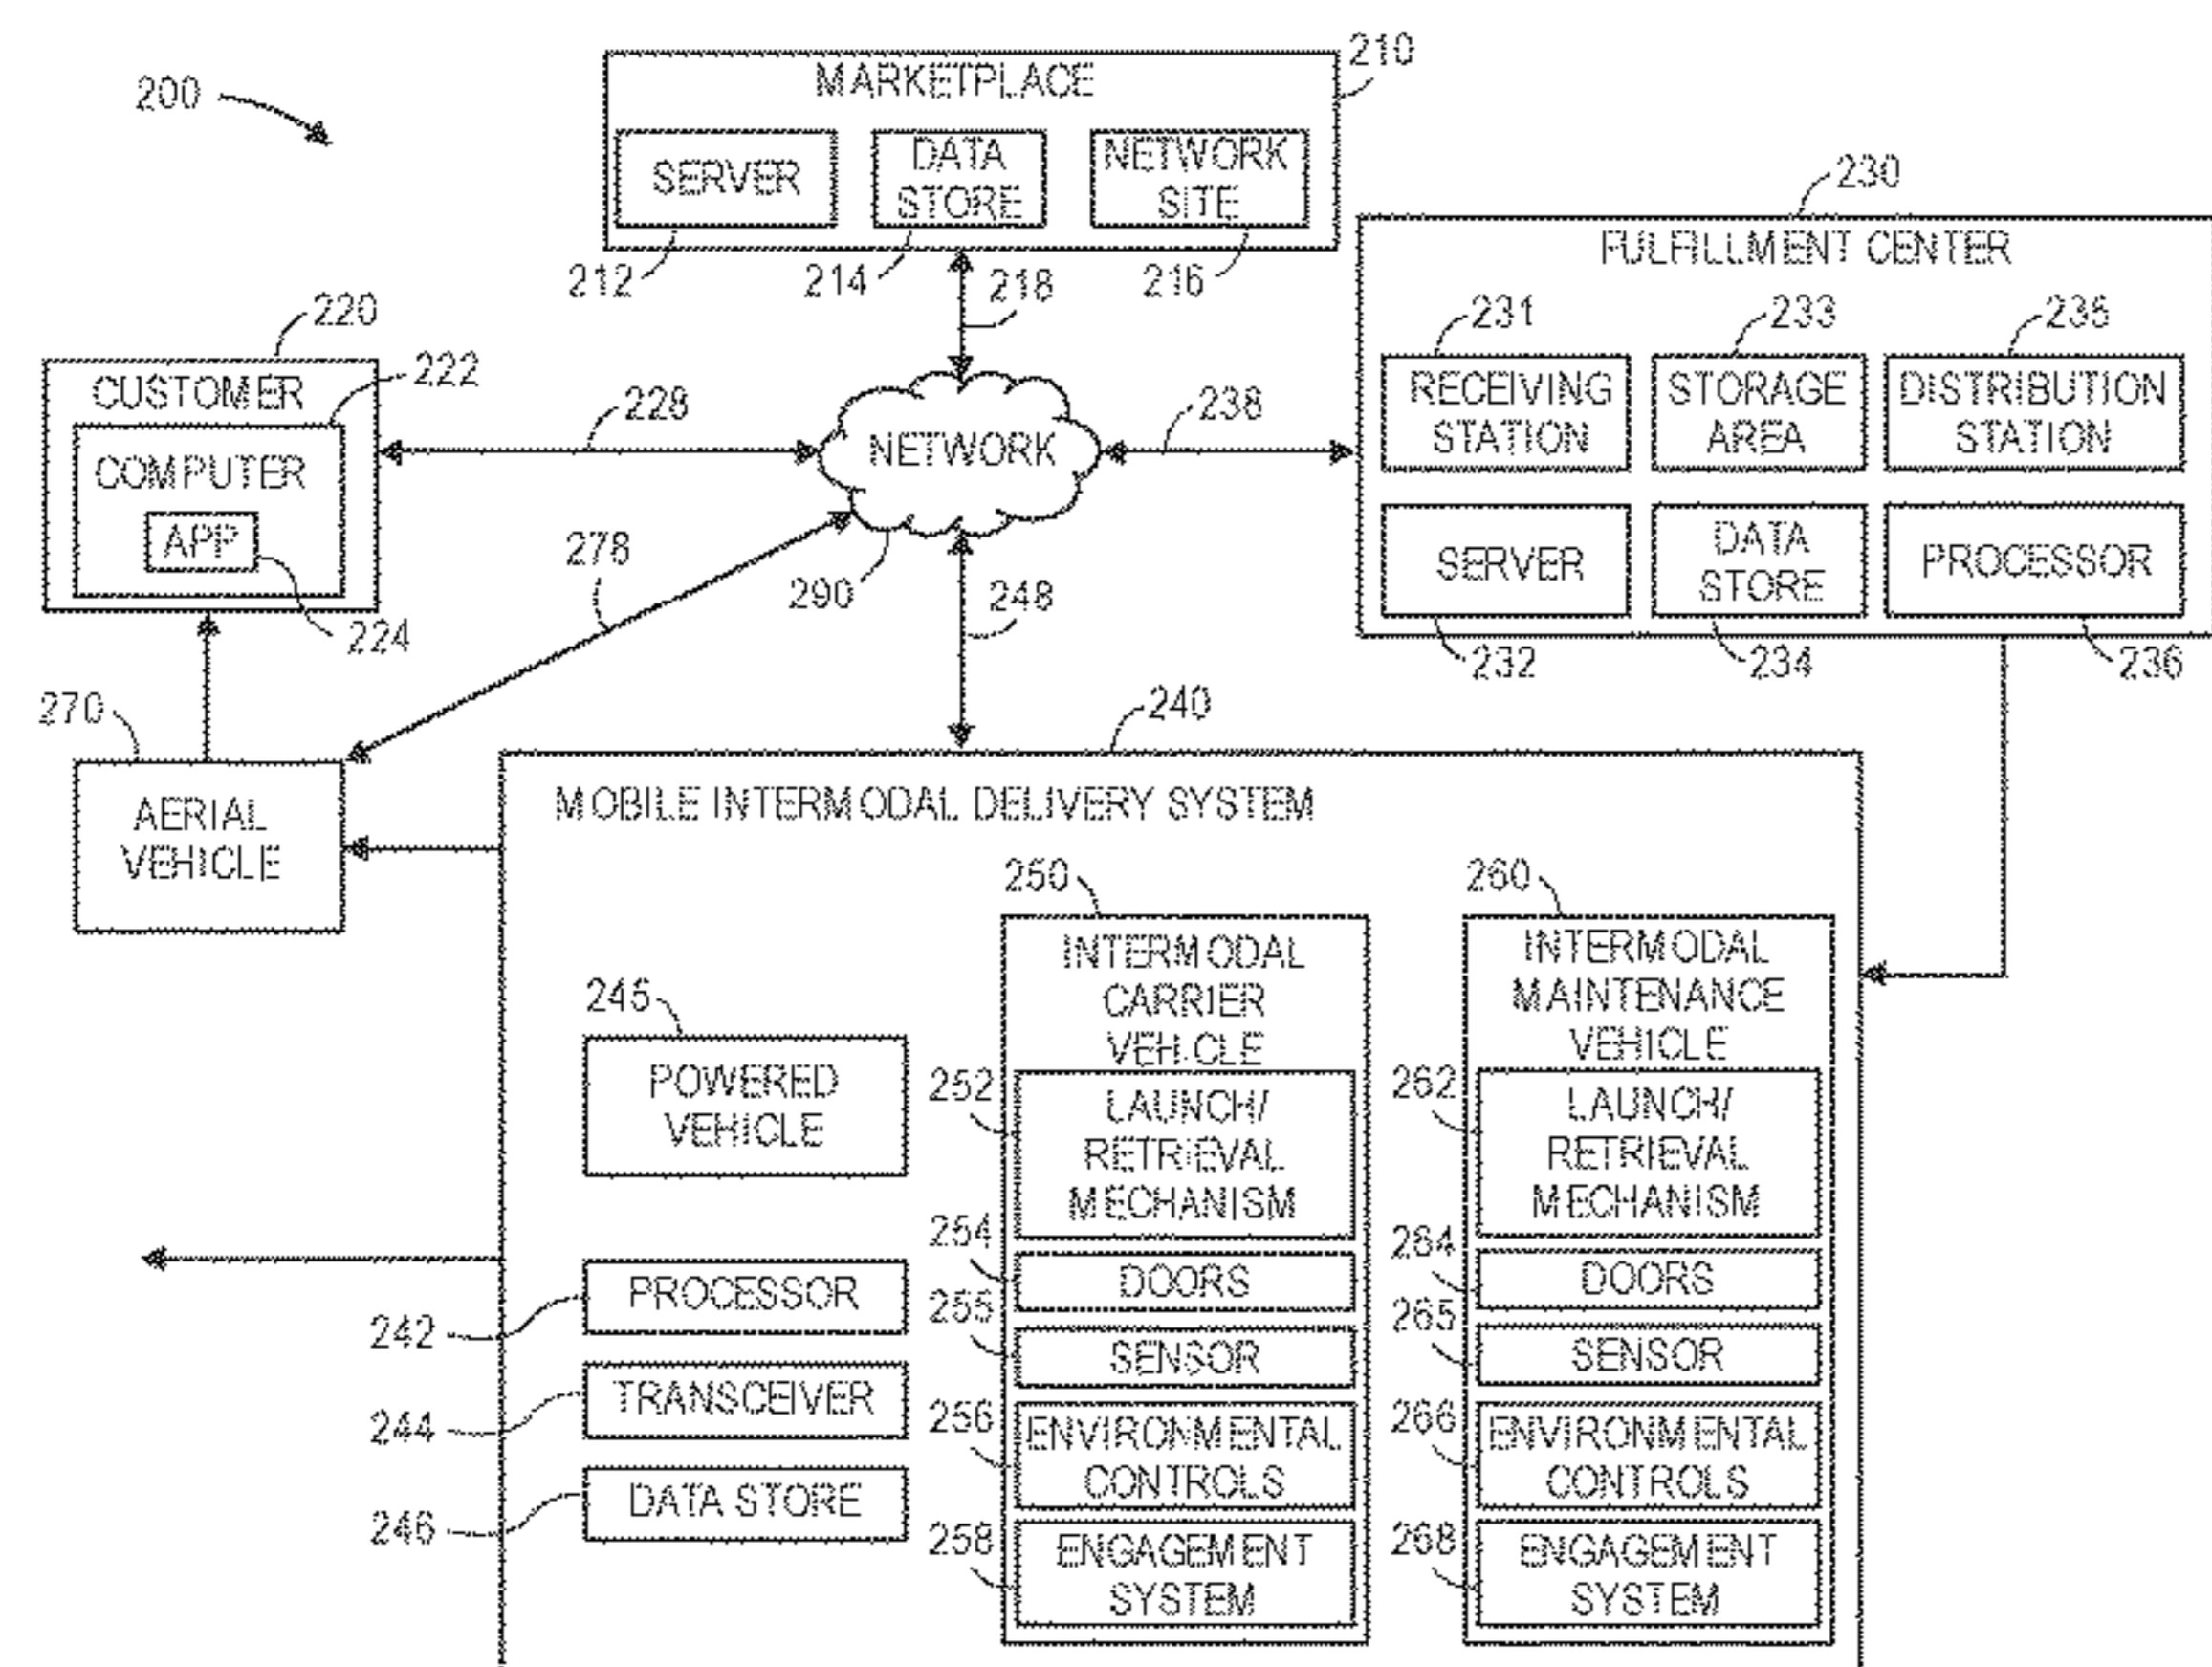 200
210
MARKETPLACE
SERVER
DATA
STORE
NETWORK
SITE
212
214
216
218
230
FULFILLMENT CENTER
231
233
235
RECEIVING
STATION
STORAGE
AREA
DISTRIBUTION
STATION
SERVER
DATA
STORE
PROCESSOR
232
234
236
220
CUSTOMER
222
COMPUTER
APP
224
228
NETWORK
238
278
290
248
270
AERIAL
VEHICLE
240
MOBILE INTERMODAL DELIVERY SYSTEM
245
POWERED
VEHICLE
PROCESSOR
242
TRANSCEIVER
244
DATA STORE
246
250
INTERMODAL
CARRIER
VEHICLE
252
LAUNCH/
RETRIEVAL
MECHANISM
254
DOORS
255
SENSOR
256
ENVIRONMENTAL
CONTROLS
258
ENGAGEMENT
SYSTEM
260
INTERMODAL
MAINTENANCE
VEHICLE
262
LAUNCH/
RETRIEVAL
MECHANISM
264
DOORS
265
SENSOR
266
ENVIRONMENTAL
CONTROLS
268
ENGAGEMENT
SYSTEM